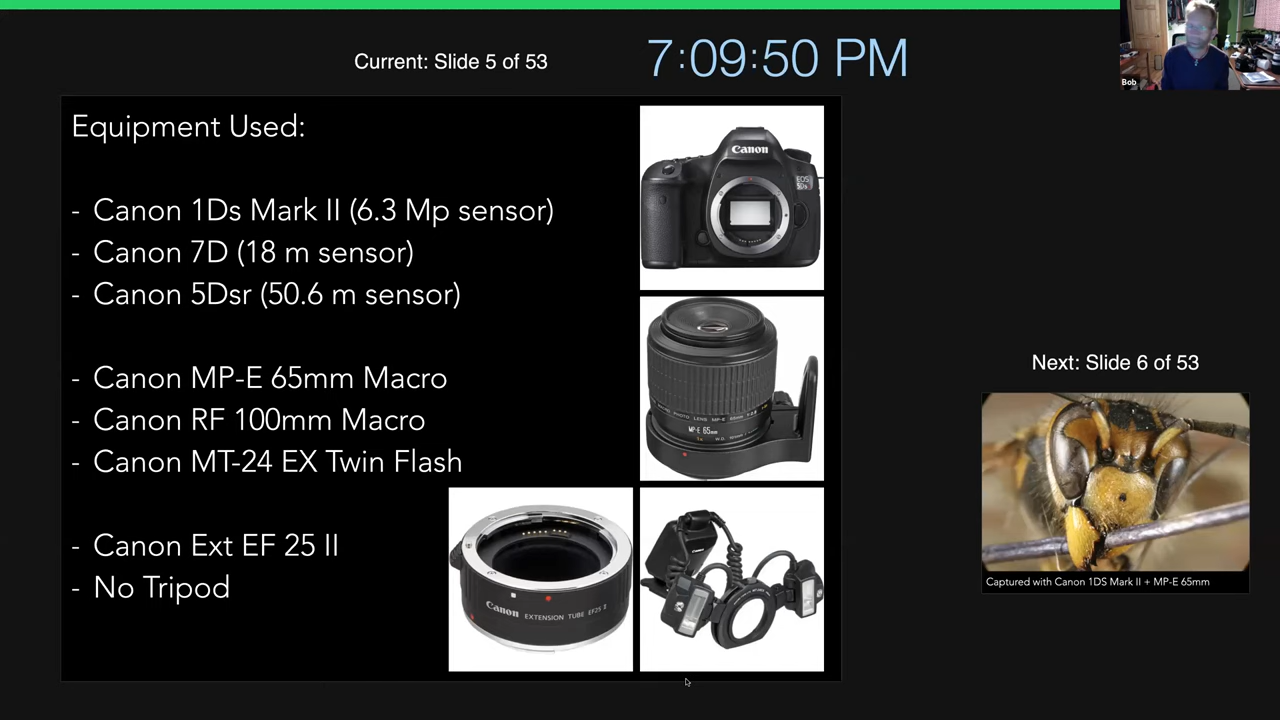 Current: Slide 5 of 53
7:09:50 PM
Bob
Equipment Used:
- Canon 1Ds Mark II (6.3 Mp sensor)
- Canon 7D (18 m sensor)
- Canon 5Dsr (50.6 m sensor)
- Canon MP-E 65mm Macro
- Canon RF 100mm Macro
- Canon MT-24 EX Twin Flash
- Canon Ext EF 25 II
- No Tripod
Canon
EOS
5Ds
MP-E 65mm
Canon EXTENSION TUBE EF25 II
Canon
Next: Slide 6 of 53
Captured with Canon 1DS Mark II + MP-E 65mm